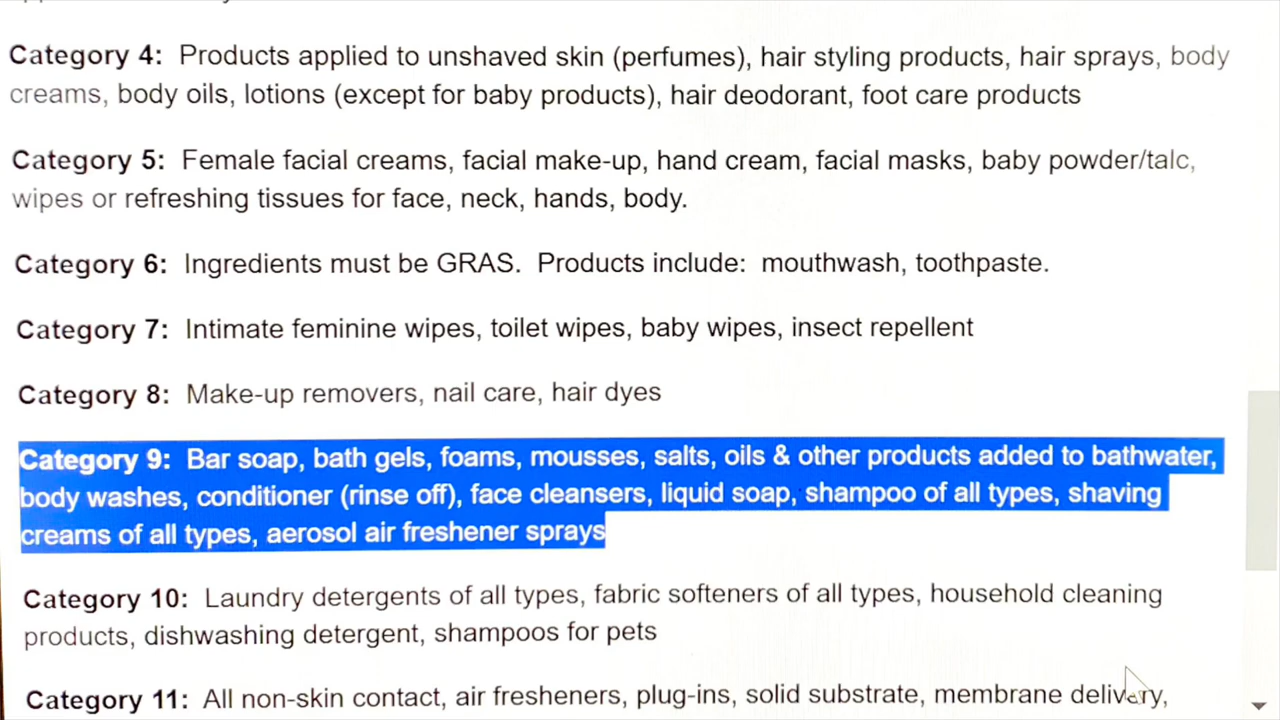 Category 4: Products applied to unshaved skin (perfumes), hair styling products, hair sprays, body
creams, body oils, lotions (except for baby products), hair deodorant, foot care products
Category 5: Female facial creams, facial make-up, hand cream, facial masks, baby powder/talc,
wipes or refreshing tissues for face, neck, hands, body.
Category 6: Ingredients must be GRAS. Products include: mouthwash, toothpaste.
Category 7: Intimate feminine wipes, toilet wipes, baby wipes, insect repellent
Category 8: Make-up removers, nail care, hair dyes
Category 9: Bar soap, bath gels, foams, mousses, salts, oils & other products added to bathwater,
body washes, conditioner (rinse off), face cleansers, liquid soap, shampoo of all types, shaving
creams of all types, aerosol air freshener sprays
Category 10: Laundry detergents of all types, fabric softeners of all types, household cleaning
products, dishwashing detergent, shampoos for pets
Category 11: All non-skin contact, air fresheners, plug-ins, solid substrate, membrane delivery,